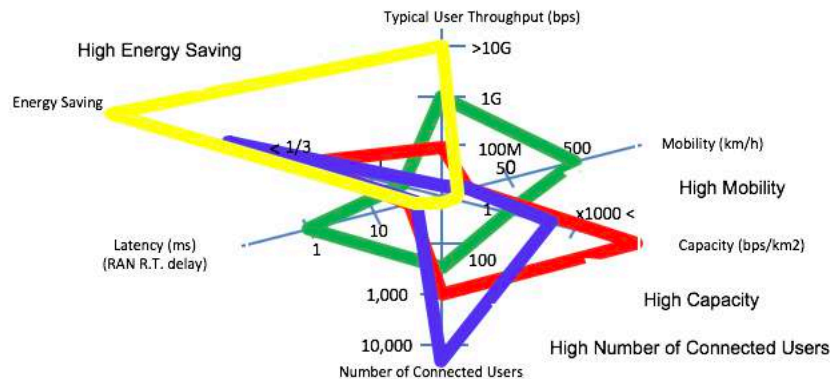 Typical User Throughput (bps)
High Energy Saving
>10G
Energy Saving
1G
< 1/3
100M
500
Mobility (km/h)
50
High Mobility
1
x1000 <
10
Latency (ms)
(RAN R.T. delay)
1
100
Capacity (bps/km2)
1,000
High Capacity
10,000
High Number of Connected Users
Number of Connected Users